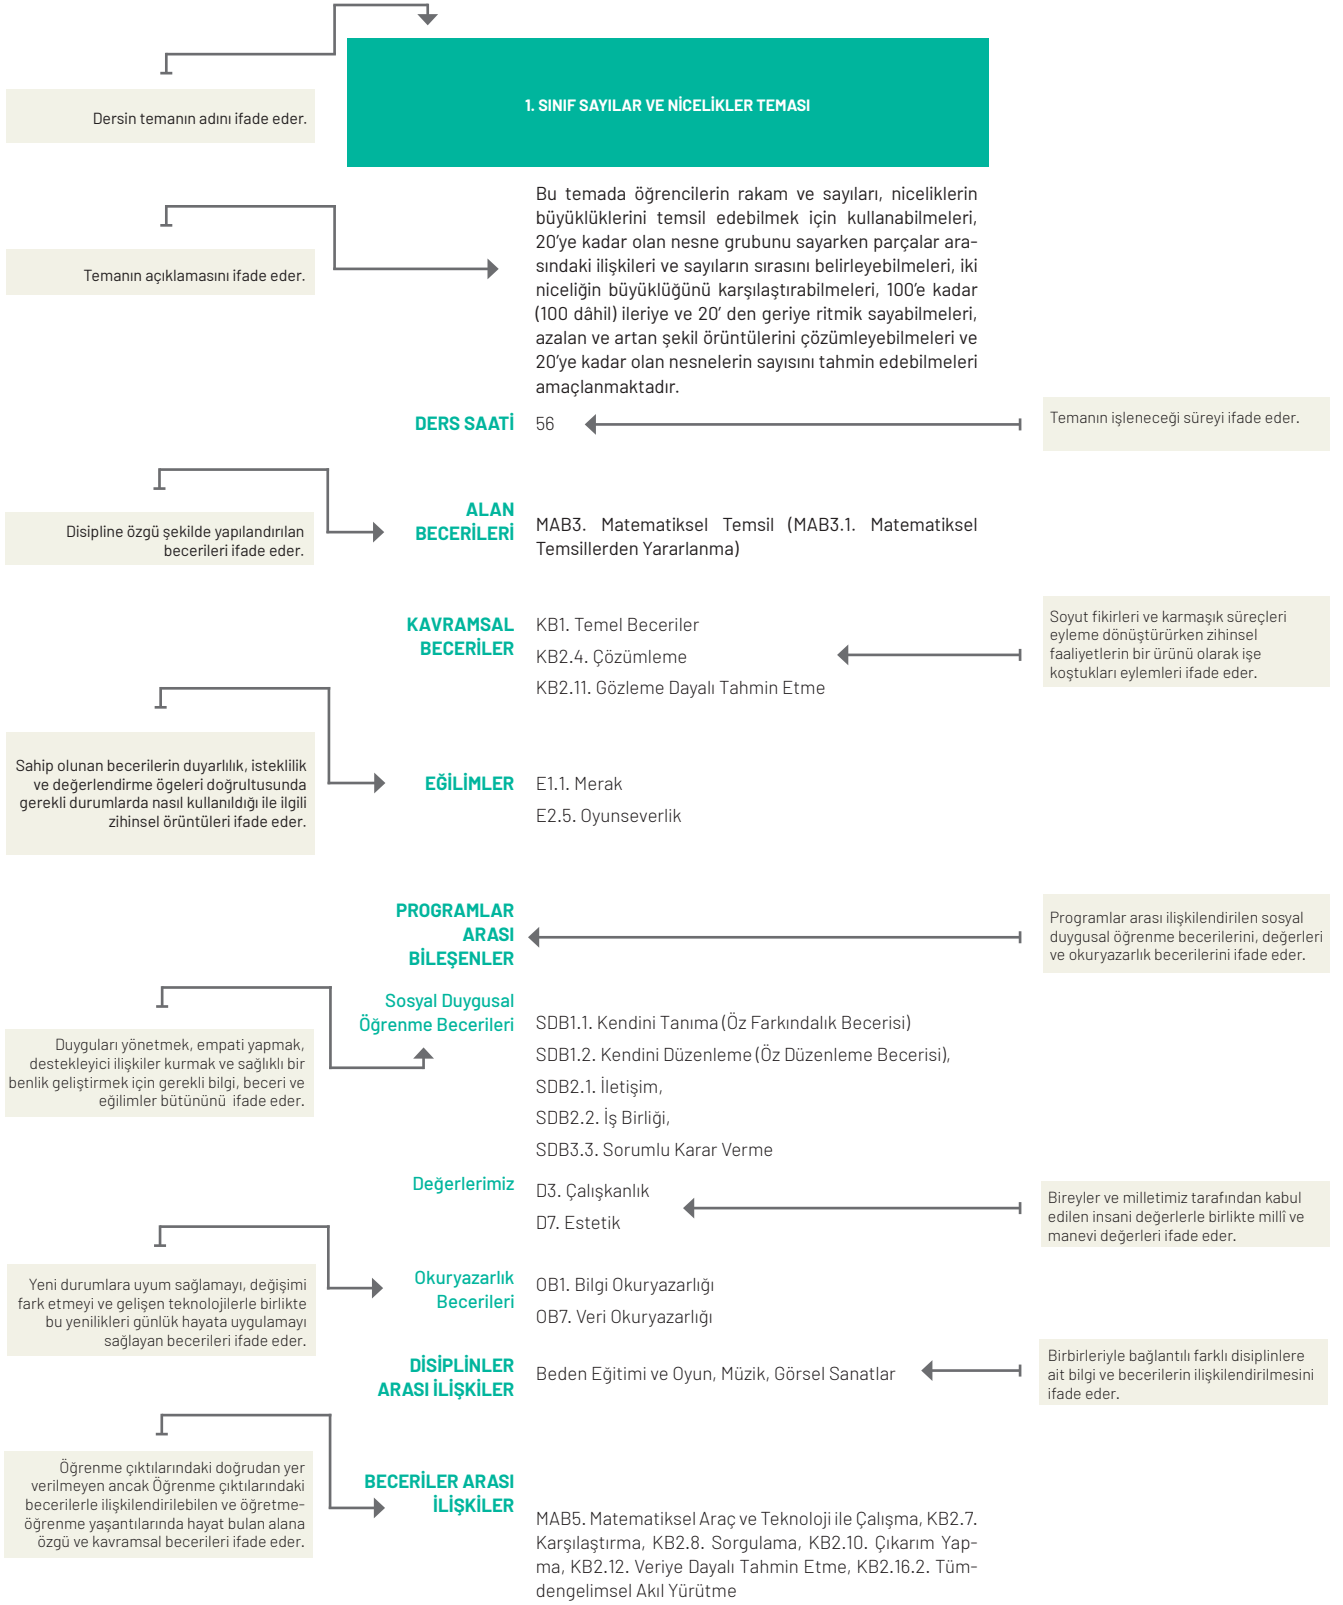 1. SINIF SAYILAR VE NİCELİKLER TEMASI
Dersin temanın adını ifade eder.
Bu temada öğrencilerin rakam ve sayıları, niceliklerin
büyüklüklerini temsil edebilmek için kullanabilmeleri,
20’ye kadar olan nesne grubunu sayarken parçalar ara-
sındaki ilişkileri ve sayıların sırasını belirleyebilmeleri, iki
niceliğin büyüklüğünü karşılaştırabilmeleri, 100’e kadar
(100 dâhil) ileriye ve 20’ den geriye ritmik sayabilmeleri,
azalan ve artan şekil örüntülerini çözümleyebilmeleri ve
20’ye kadar olan nesnelerin sayısını tahmin edebilmeleri
amaçlanmaktadır.
Temanın açıklamasını ifade eder.
DERS SAATİ
56
Temanın işleneceği süreyi ifade eder.
ALAN
BECERİLERİ
MAB3. Matematiksel Temsil (MAB3.1. Matematiksel
Temsillerden Yararlanma)
Disipline özgü şekilde yapılandırılan
becerileri ifade eder.
KAVRAMSAL
BECERİLER
KB1. Temel Beceriler
KB2.4. Çözümleme
KB2.11. Gözleme Dayalı Tahmin Etme
Soyut fikirleri ve karmaşık süreçleri
eyleme dönüştürürken zihinsel
faaliyetlerin bir ürünü olarak işe
koştukları eylemleri ifade eder.
Sahip olunan becerilerin duyarlılık, isteklilik
ve değerlendirme ögeleri doğrultusunda
gerekli durumlarda nasıl kullanıldığı ile ilgili
zihinsel örüntüleri ifade eder.
EĞİLİMLER
E1.1. Merak
E2.5. Oyunseverlik
PROGRAMLAR
ARASI
BİLEŞENLER
Programlar arası ilişkilendirilen sosyal
duygusal öğrenme becerilerini, değerleri
ve okuryazarlık becerilerini ifade eder.
Sosyal Duygusal
Öğrenme Becerileri
SDB1.1. Kendini Tanıma (Öz Farkındalık Becerisi)
SDB1.2. Kendini Düzenleme (Öz Düzenleme Becerisi),
SDB2.1. İletişim,
SDB2.2. İş Birliği,
SDB3.3. Sorumlu Karar Verme
Duyguları yönetmek, empati yapmak,
destekleyici ilişkiler kurmak ve sağlıklı bir
benlik geliştirmek için gerekli bilgi, beceri ve
eğilimler bütününü ifade eder.
Değerlerimiz
D3. Çalışkanlık
D7. Estetik
Bireyler ve milletimiz tarafından kabul
edilen insani değerlerle birlikte millî ve
manevi değerleri ifade eder.
Yeni durumlara uyum sağlamayı, değişimi
fark etmeyi ve gelişen teknolojilerle birlikte
bu yenilikleri günlük hayata uygulamayı
sağlayan becerileri ifade eder.
Okuryazarlık
Becerileri
OB1. Bilgi Okuryazarlığı
OB7. Veri Okuryazarlığı
DİSİPLİNLER
ARASI İLİŞKİLER
Beden Eğitimi ve Oyun, Müzik, Görsel Sanatlar
Birbirleriyle bağlantılı farklı disiplinlere
ait bilgi ve becerilerin ilişkilendirilmesini
ifade eder.
Öğrenme çıktılarındaki doğrudan yer
verilmeyen ancak Öğrenme çıktılarındaki
becerilerle ilişkilendirilebilen ve öğretme-
öğrenme yaşantılarında hayat bulan alana
özgü ve kavramsal becerileri ifade eder.
BECERİLER ARASI
İLİŞKİLER
MAB5. Matematiksel Araç ve Teknoloji ile Çalışma, KB2.7.
Karşılaştırma, KB2.8. Sorgulama, KB2.10. Çıkarım Yap-
ma, KB2.12. Veriye Dayalı Tahmin Etme, KB2.16.2. Tüm-
dengelimsel Akıl Yürütme